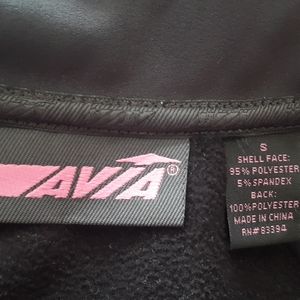 AVIA®
S
SHELL FACE:
95% POLYESTER
5% SPANDEX
BACK:
100% POLYESTER
MADE IN CHINA
RN#83394